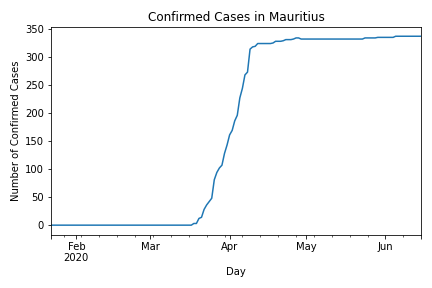 Confirmed Cases in Mauritius
350
300
250
200
150
100
50
0
Number of Confirmed Cases
Feb Mar Apr May Jun
2020
Day